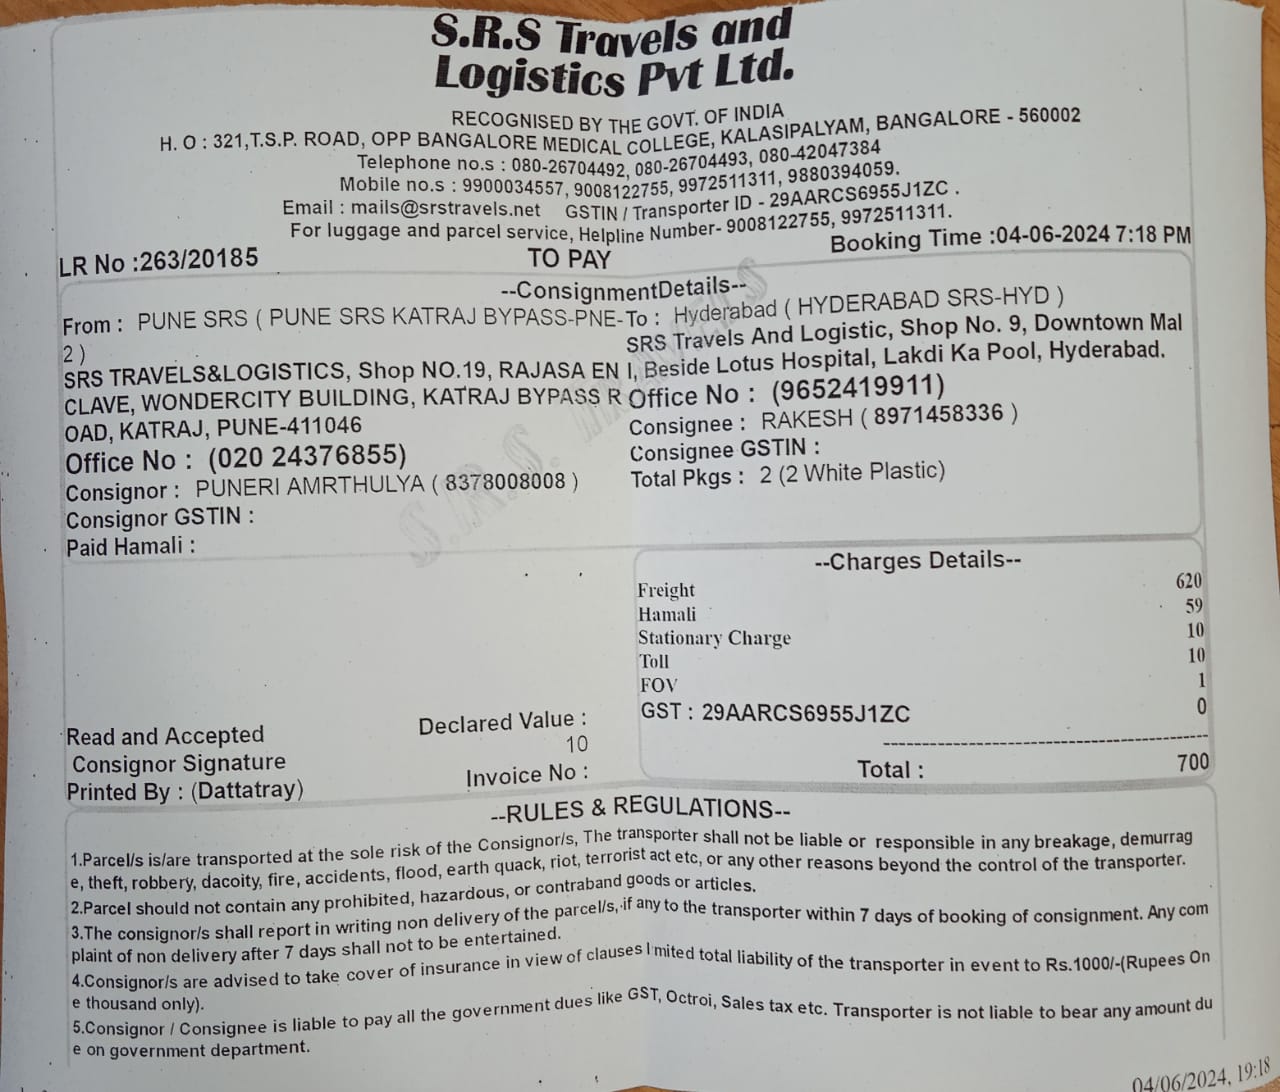 S.R.S Travels and
Logistics Pvt Ltd.
RECOGNISED BY THE GOVT. OF INDIA
H. O : 321,T.S.P. ROAD, OPP BANGALORE MEDICAL COLLEGE, KALASIPALYAM, BANGALORE - 560002
Telephone no.s : 080-26704492, 080-26704493, 080-42047384
Mobile no.s : 9900034557, 9008122755, 9972511311, 9880394059.
Email : mails@srstravels.net GSTIN / Transporter ID - 29AARCS6955J1ZC .
For luggage and parcel service, Helpline Number- 9008122755, 9972511311.
LR No :263/20185 TO PAY Booking Time :04-06-2024 7:18 PM
--ConsignmentDetails--
From : PUNE SRS ( PUNE SRS KATRAJ BYPASS-PNE-
2 )
SRS TRAVELS&LOGISTICS, Shop NO.19, RAJASA EN
CLAVE, WONDERCITY BUILDING, KATRAJ BYPASS R
OAD, KATRAJ, PUNE-411046
Office No : (020 24376855)
Consignor : PUNERI AMRTHULYA ( 8378008008 )
Consignor GSTIN :
Paid Hamali :
To : Hyderabad ( HYDERABAD SRS-HYD )
SRS Travels And Logistic, Shop No. 9, Downtown Mal
l, Beside Lotus Hospital, Lakdi Ka Pool, Hyderabad.
Office No : (9652419911)
Consignee : RAKESH ( 8971458336 )
Consignee GSTIN :
Total Pkgs : 2 (2 White Plastic)
--Charges Details--
Freight 620
Hamali 59
Stationary Charge 10
Toll 10
FOV 1
GST : 29AARCS6955J1ZC 0
Total : 700
Read and Accepted
Consignor Signature
Printed By : (Dattatray)
Declared Value :
10
Invoice No :
--RULES & REGULATIONS--
1.Parcel/s is/are transported at the sole risk of the Consignor/s, The transporter shall not be liable or responsible in any breakage, demurrag
e, theft, robbery, dacoity, fire, accidents, flood, earth quack, riot, terrorist act etc, or any other reasons beyond the control of the transporter.
2.Parcel should not contain any prohibited, hazardous, or contraband goods or articles.
3.The consignor/s shall report in writing non delivery of the parcel/s, if any to the transporter within 7 days of booking of consignment. Any com
plaint of non delivery after 7 days shall not to be entertained.
4.Consignor/s are advised to take cover of insurance in view of clauses limited total liability of the transporter in event to Rs.1000/-(Rupees On
e thousand only).
5.Consignor / Consignee is liable to pay all the government dues like GST, Octroi, Sales tax etc. Transporter is not liable to bear any amount du
e on government department.
04/06/2024, 19:18